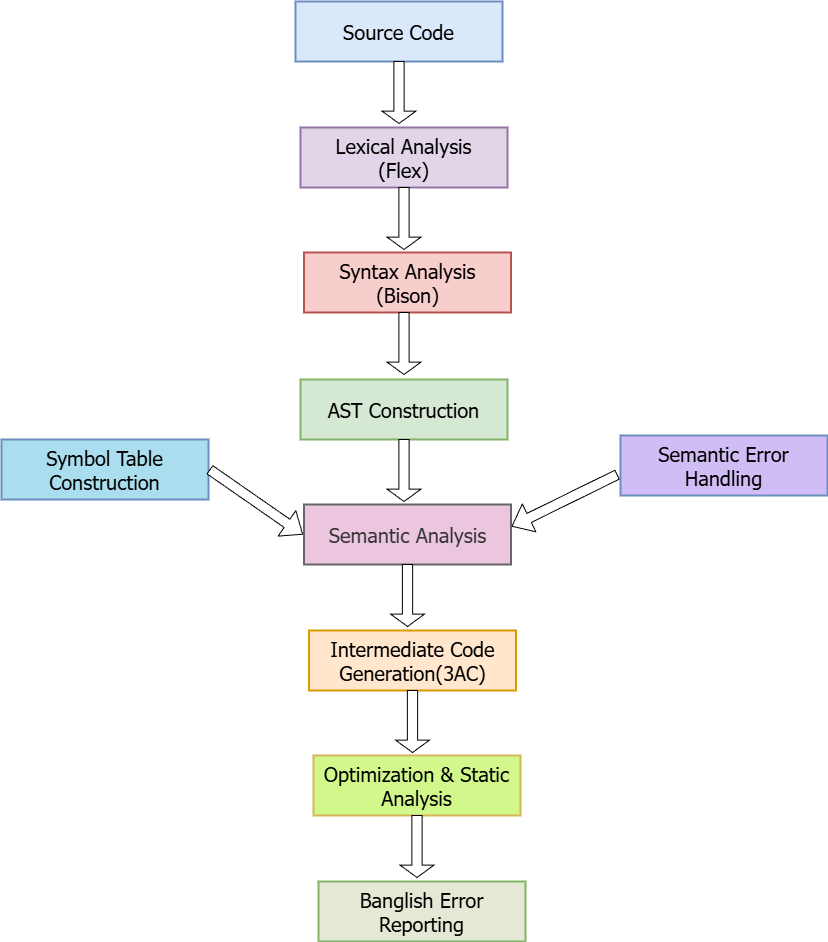 Source Code
Lexical Analysis
(Flex)
Syntax Analysis
(Bison)
AST Construction
Symbol Table
Construction
Semantic Error
Handling
Semantic Analysis
Intermediate Code
Generation(3AC)
Optimization & Static
Analysis
Banglish Error
Reporting